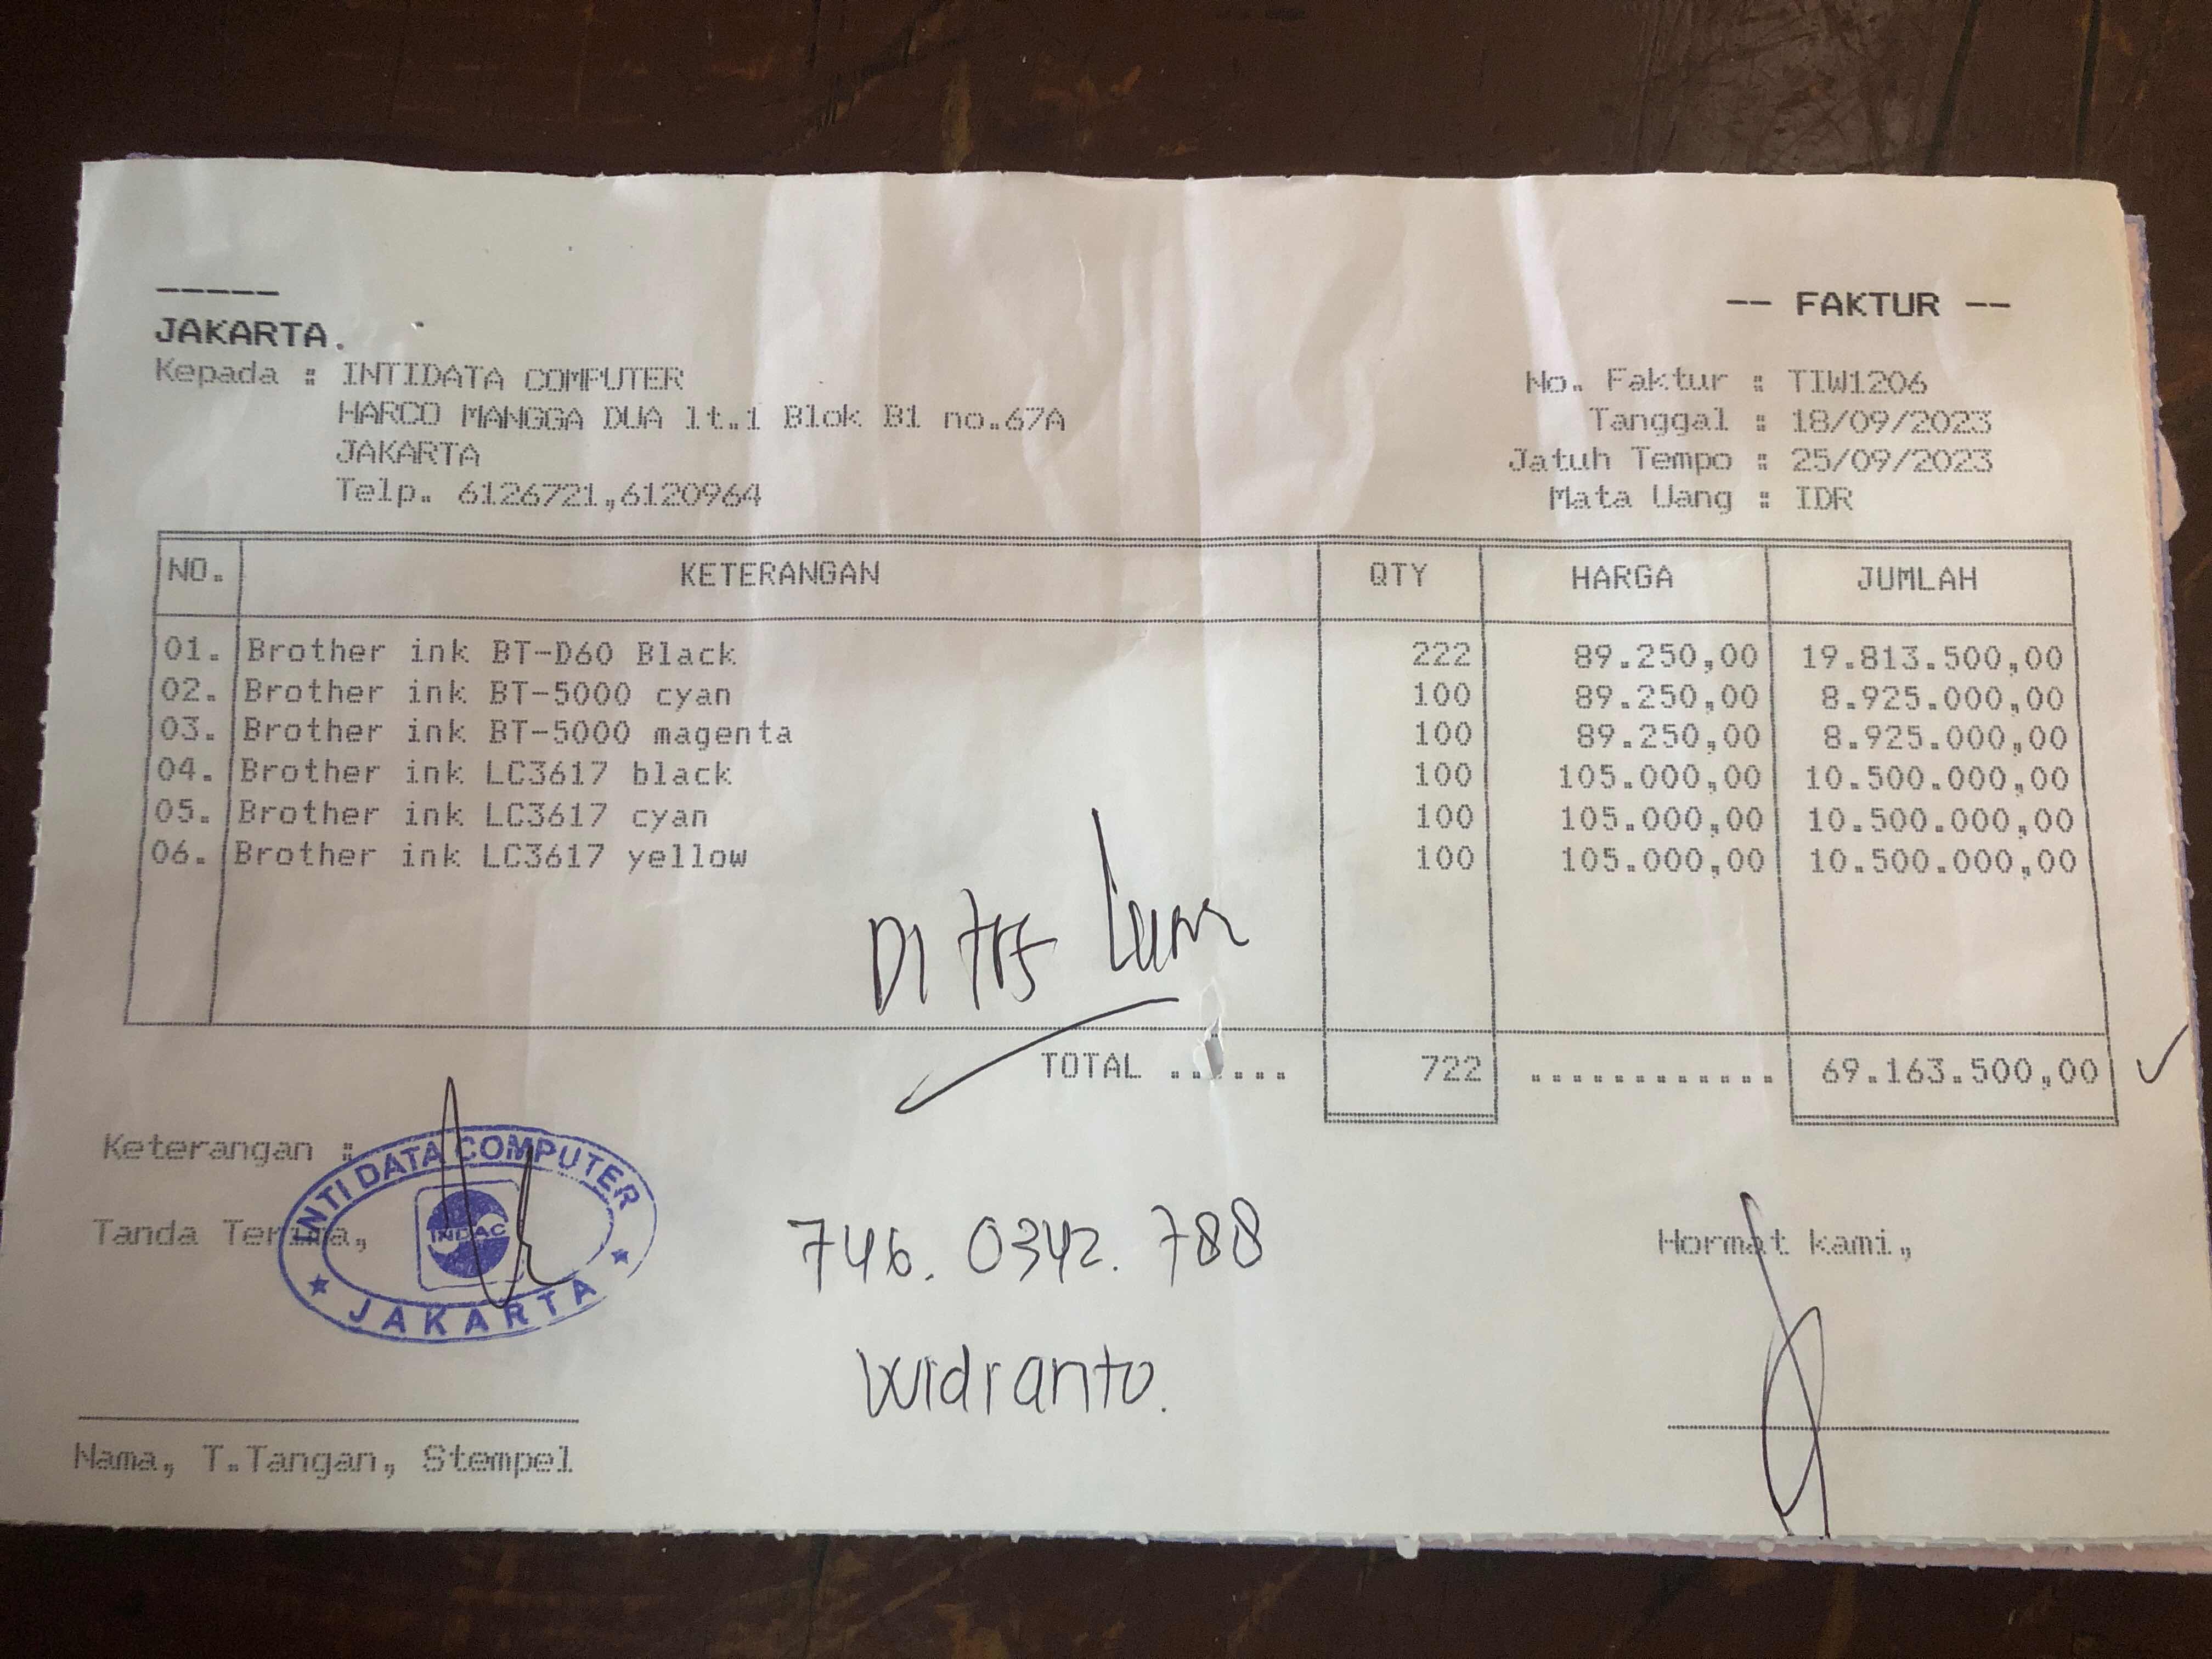 -----
-- FAKTUR --
JAKARTA.
Kepada : INTIDATA COMPUTER
HARCO MANGGA DUA lt.1 Blok B1 no.67A
JAKARTA
Telp. 6126721,6120964
No. Faktur : TIW1206
Tanggal : 18/09/2023
Jatuh Tempo : 25/09/2023
Mata Uang : IDR
NO. KETERANGAN QTY HARGA JUMLAH
01. Brother ink BT-D60 Black 222 89.250,00 19.813.500,00
02. Brother ink BT-5000 cyan 100 89.250,00 8.925.000,00
03. Brother ink BT-5000 magenta 100 89.250,00 8.925.000,00
04. Brother ink LC3617 black 100 105.000,00 10.500.000,00
05. Brother ink LC3617 cyan 100 105.000,00 10.500.000,00
06. Brother ink LC3617 yellow 100 105.000,00 10.500.000,00
Di trf
TOTAL ...... 722 ............ 69.163.500,00
Keterangan :
Tanda Terima,
INTI DATA COMPUTER
INDAC
JAKARTA
746. 0342. 788
Widranto.
Hormat kami,
Nama, T.Tangan, Stempel